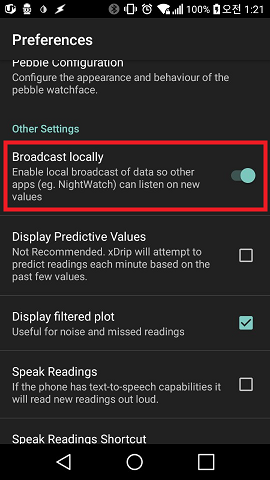 100% 오전 1:21
Preferences
Pebble Configuration
Configure the appearance and behaviour of the
pebble watchface.
Other Settings
Broadcast locally
Enable local broadcast of data so other
apps (eg. NightWatch) can listen on new
values
Display Predictive Values
Not Recommended. xDrip will attempt to
predict readings each minute based on the
past few values.
Display filtered plot
Useful for noise and missed readings
Speak Readings
If the phone has text-to-speech capabilities it
will read new readings out loud.
Speak Readings Shortcut